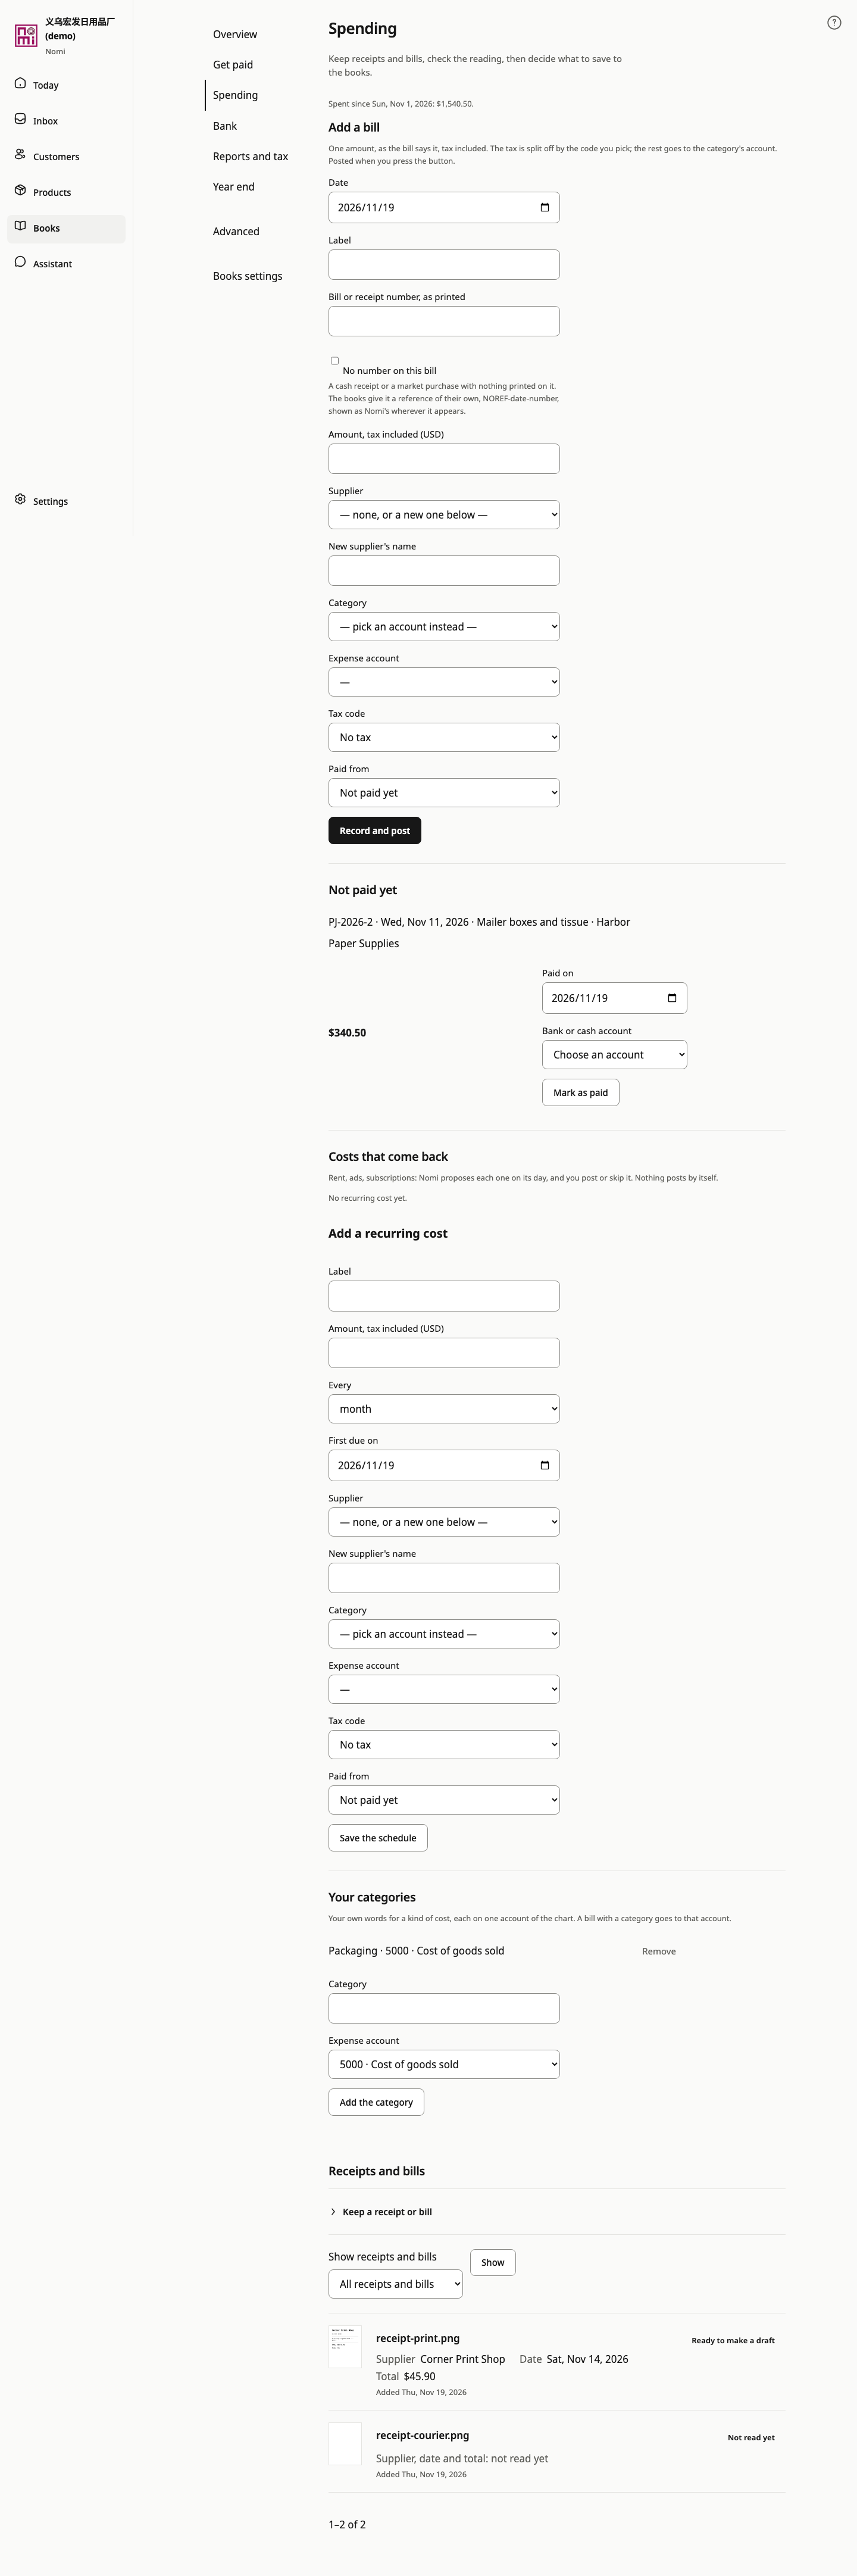 义乌宏发日用品厂
(demo)
Nomi
Today
Inbox
Customers
Products
Books
Assistant
Settings
Overview
Get paid
Spending
Bank
Reports and tax
Year end
Advanced
Books settings
Spending
Keep receipts and bills, check the reading, then decide what to save to
the books.
Spent since Sun, Nov 1, 2026: $1,540.50.
Add a bill
One amount, as the bill says it, tax included. The tax is split off by the code you pick; the rest goes to the category's account.
Posted when you press the button.
Date
2026/11/19
Label
Bill or receipt number, as printed
No number on this bill
A cash receipt or a market purchase with nothing printed on it.
The books give it a reference of their own, NOREF-date-number,
shown as Nomi's wherever it appears.
Amount, tax included (USD)
Supplier
— none, or a new one below —
New supplier's name
Category
— pick an account instead —
Expense account
—
Tax code
No tax
Paid from
Not paid yet
Record and post
Not paid yet
PJ-2026-2 · Wed, Nov 11, 2026 · Mailer boxes and tissue · Harbor
Paper Supplies
$340.50
Paid on
2026/11/19
Bank or cash account
Choose an account
Mark as paid
Costs that come back
Rent, ads, subscriptions: Nomi proposes each one on its day, and you post or skip it. Nothing posts by itself.
No recurring cost yet.
Add a recurring cost
Label
Amount, tax included (USD)
Every
month
First due on
2026/11/19
Supplier
— none, or a new one below —
New supplier's name
Category
— pick an account instead —
Expense account
—
Tax code
No tax
Paid from
Not paid yet
Save the schedule
Your categories
Your own words for a kind of cost, each on one account of the chart. A bill with a category goes to that account.
Packaging · 5000 · Cost of goods sold
Remove
Category
Expense account
5000 · Cost of goods sold
Add the category
Receipts and bills
Keep a receipt or bill
Show receipts and bills
All receipts and bills
Show
receipt-print.png
Ready to make a draft
Supplier Corner Print Shop Date Sat, Nov 14, 2026
Total $45.90
Added Thu, Nov 19, 2026
receipt-courier.png
Not read yet
Supplier, date and total: not read yet
Added Thu, Nov 19, 2026
1–2 of 2